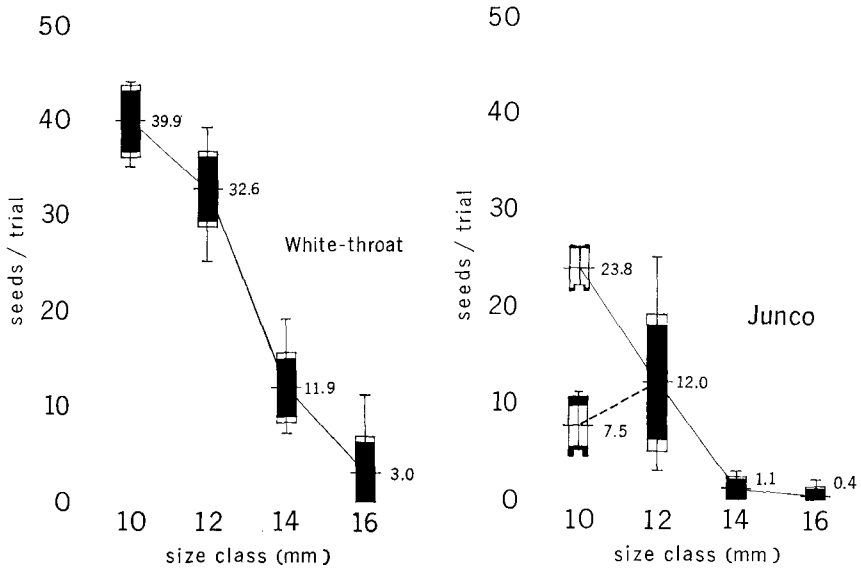 50
40
30
20
10
0
seeds / trial
39.9
32.6
11.9
3.0
White-throat
10 12 14 16
size class (mm)
50
40
30
20
10
0
seeds / trial
23.8
7.5
12.0
1.1
0.4
Junco
10 12 14 16
size class (mm)